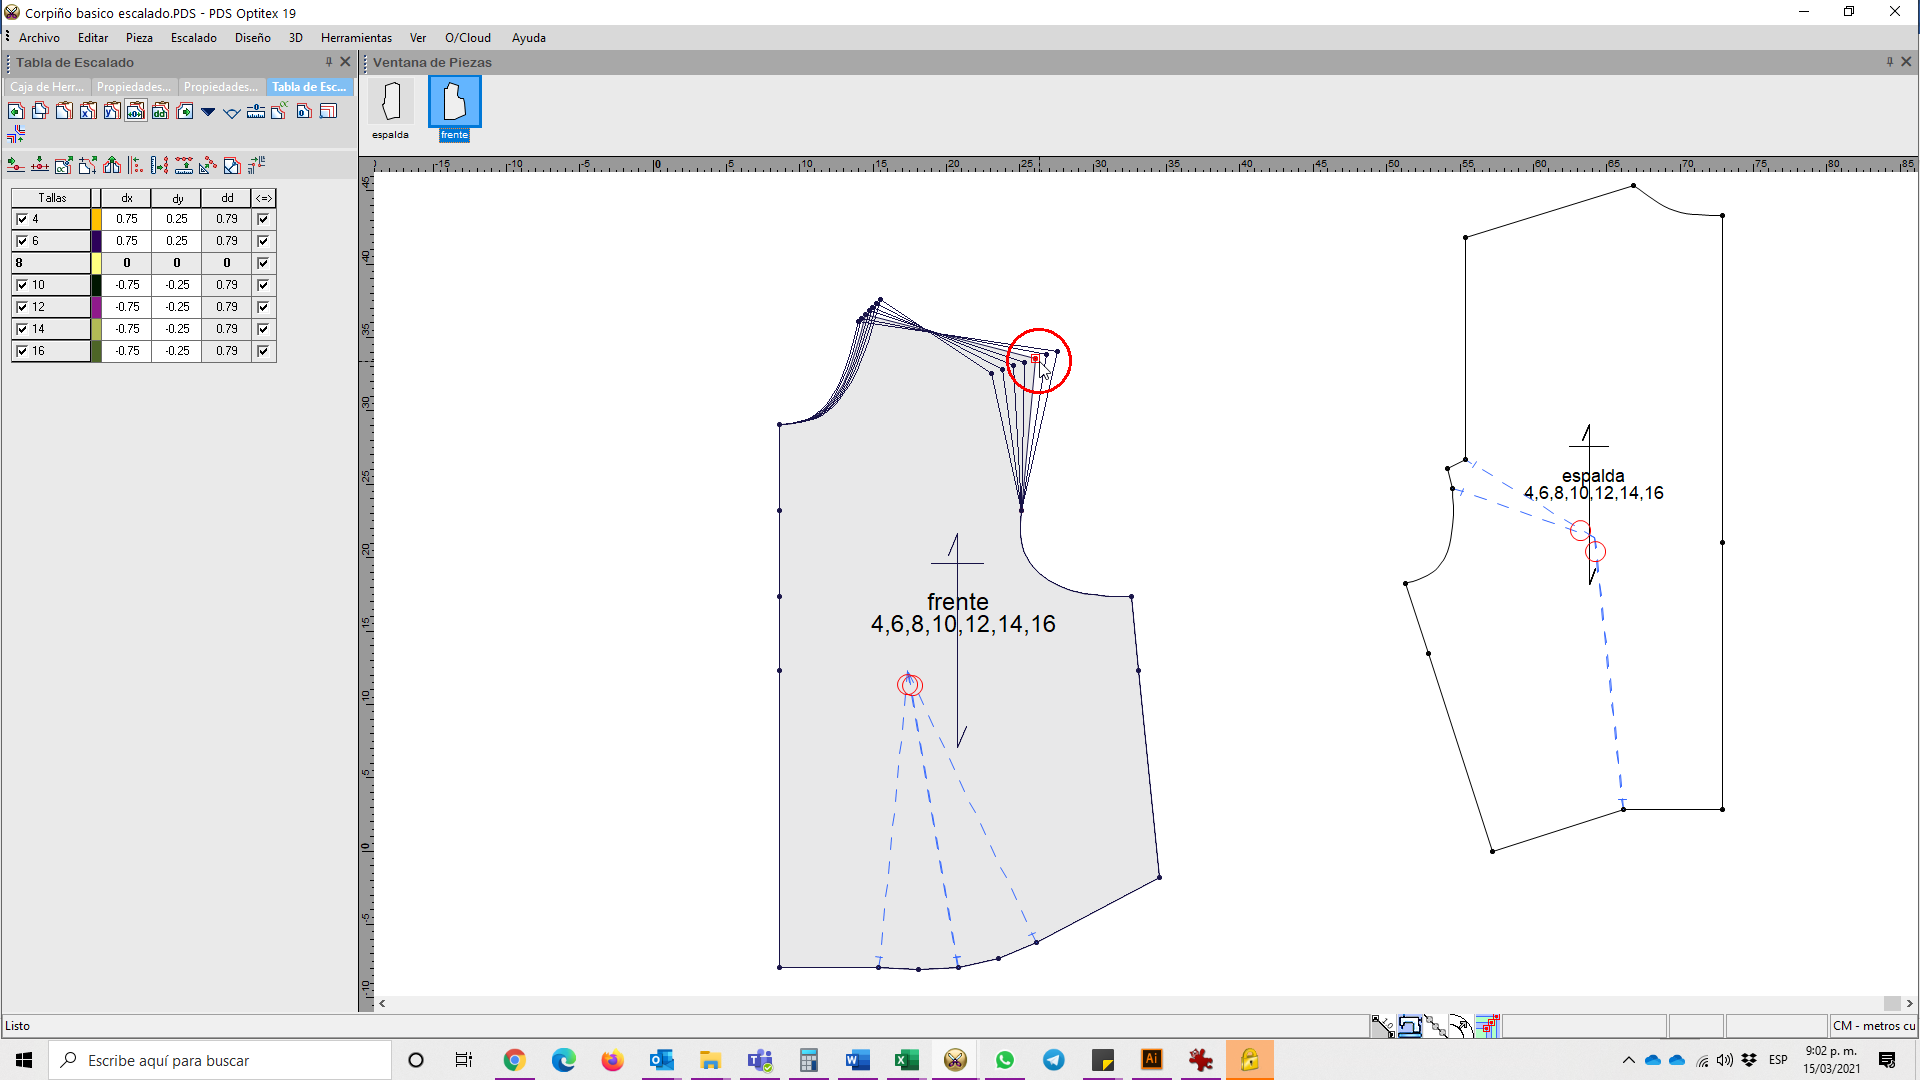 Corpiño basico escalado.PDS - PDS Optitex 19
Archivo Editar Pieza Escalado Diseño 3D Herramientas Ver O/Cloud Ayuda
Tabla de Escalado
Caja de Herr... Propiedades... Propiedades... Tabla de Esc...
Tallas dx dy dd <=>
4 0.75 0.25 0.79
6 0.75 0.25 0.79
8 0 0 0
10 -0.75 -0.25 0.79
12 -0.75 -0.25 0.79
14 -0.75 -0.25 0.79
16 -0.75 -0.25 0.79
Ventana de Piezas
espalda frente
-15 -10 -5 0 5 10 15 20 25 30 35 40 45 50 55 60 65 70 75 80 85
45
40
35
30
25
20
15
10
5
0
-5
-10
frente
4,6,8,10,12,14,16
espalda
4,6,8,10,12,14,16
Listo
CM - metros cu
Escribe aquí para buscar
ESP
9:02 p. m.
15/03/2021